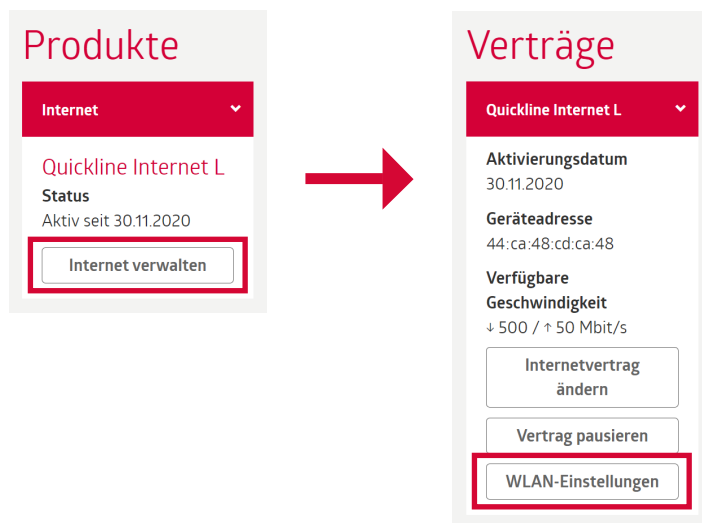 Produkte
Internet
Quickline Internet L
Status
Aktiv seit 30.11.2020
Internet verwalten
Verträge
Quickline Internet L
Aktivierungsdatum
30.11.2020
Geräteadresse
44:ca:48:cd:ca:48
Verfügbare
Geschwindigkeit
↓ 500 / ↑ 50 Mbit/s
Internetvertrag
ändern
Vertrag pausieren
WLAN-Einstellungen